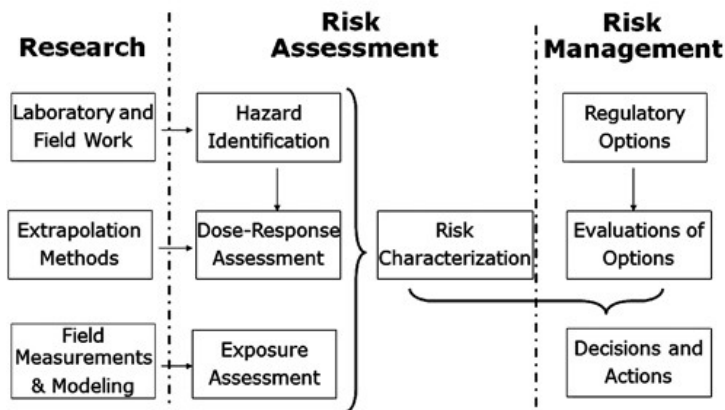 Research
Risk
Assessment
Risk
Management
Laboratory and
Field Work
Hazard
Identification
Regulatory
Options
Extrapolation
Methods
Dose-Response
Assessment
Risk
Characterization
Evaluations of
Options
Field
Measurements
& Modeling
Exposure
Assessment
Decisions and
Actions